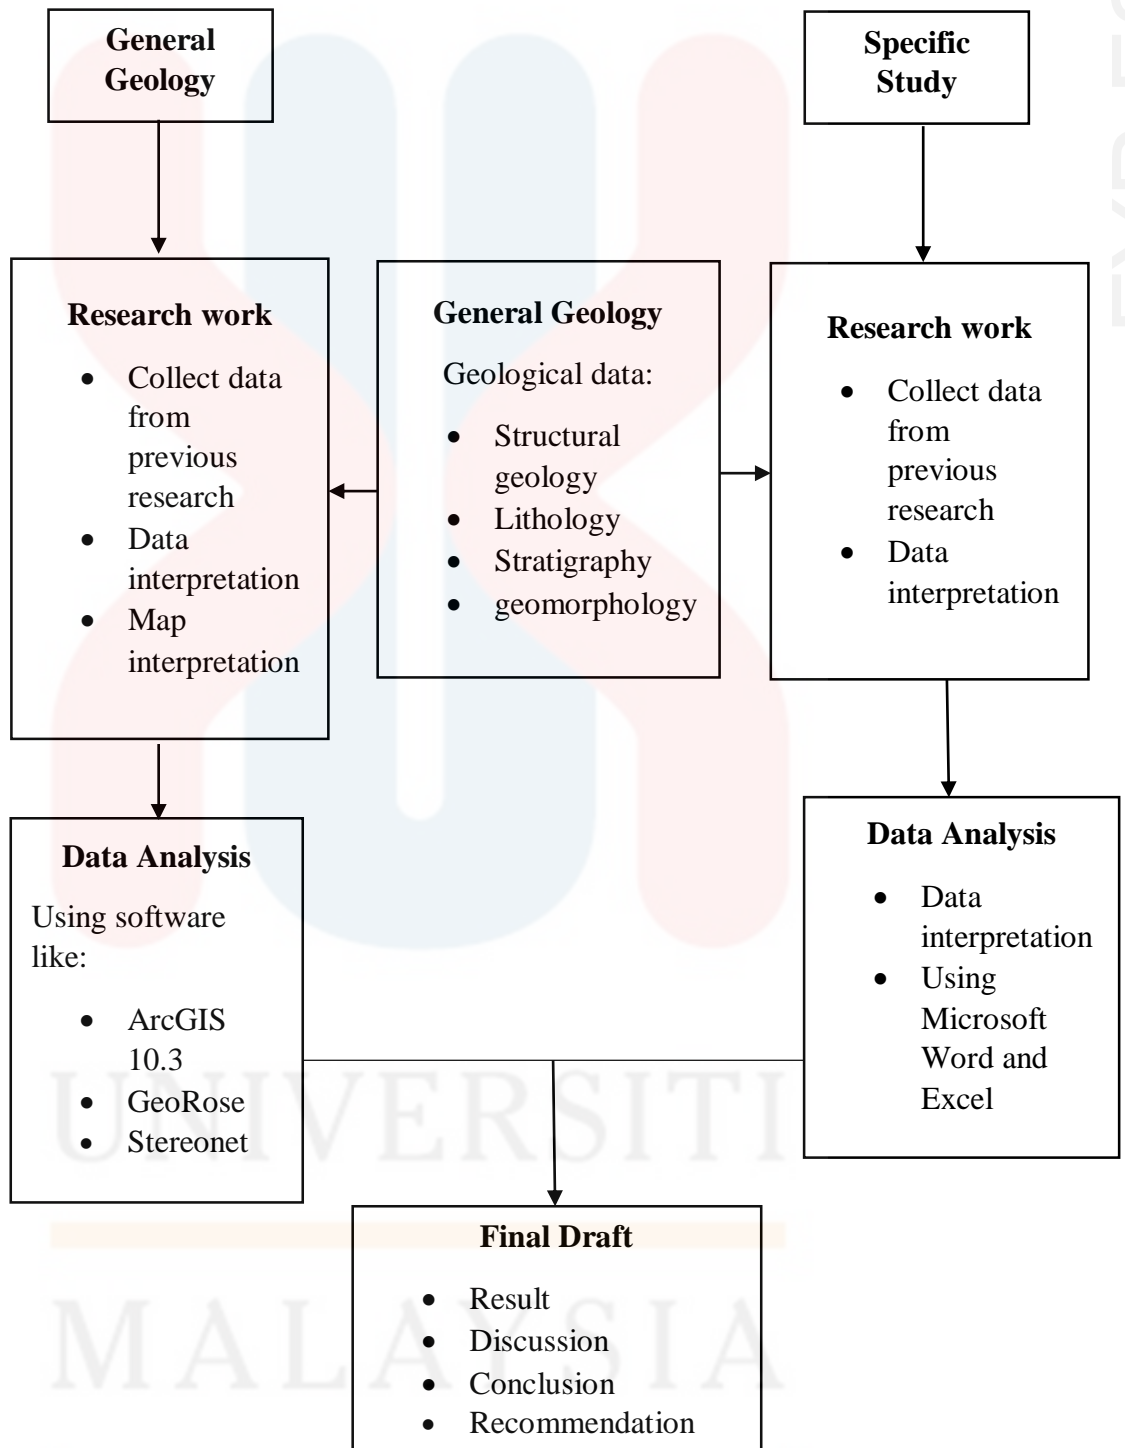 General
Geology
Specific
Study
Research work
• Collect data
from
previous
research
• Data
interpretation
• Map
interpretation
General Geology
Geological data:
• Structural
geology
• Lithology
• Stratigraphy
• geomorphology
Research work
• Collect data
from
previous
research
• Data
interpretation
Data Analysis
Using software
like:
• ArcGIS
10.3
• GeoRose
• Stereonet
Data Analysis
• Data
interpretation
• Using
Microsoft
Word and
Excel
Final Draft
• Result
• Discussion
• Conclusion
• Recommendation
UNIVERSITI
MALAYSIA